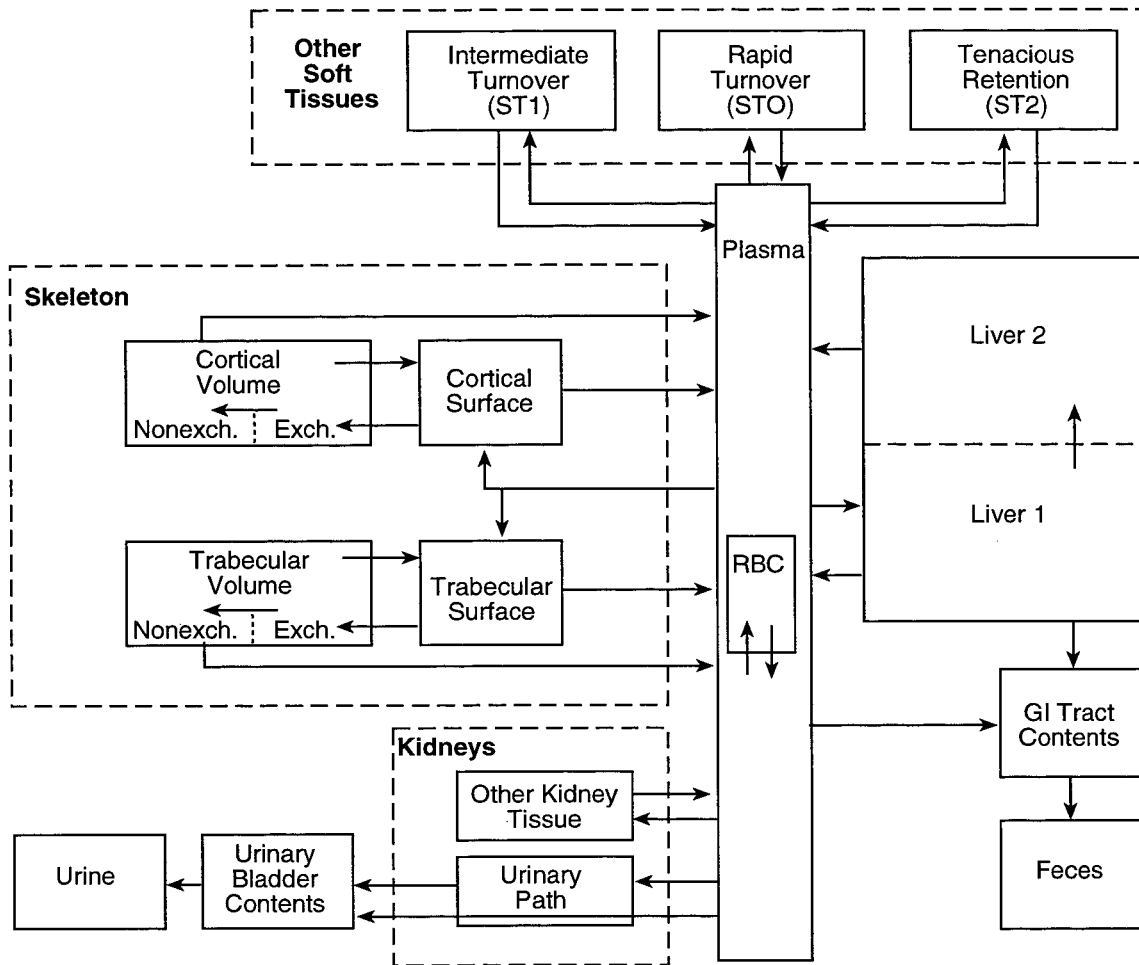 Other
Soft
Tissues
Intermediate
Turnover
(ST1)
Rapid
Turnover
(STO)
Tenacious
Retention
(ST2)
Plasma
Skeleton
Cortical
Volume
Nonexch.
Exch.
Cortical
Surface
Trabecular
Volume
Nonexch.
Exch.
Trabecular
Surface
RBC
Liver 2
Liver 1
GI Tract
Contents
Feces
Kidneys
Other Kidney
Tissue
Urinary
Path
Urinary
Bladder
Contents
Urine